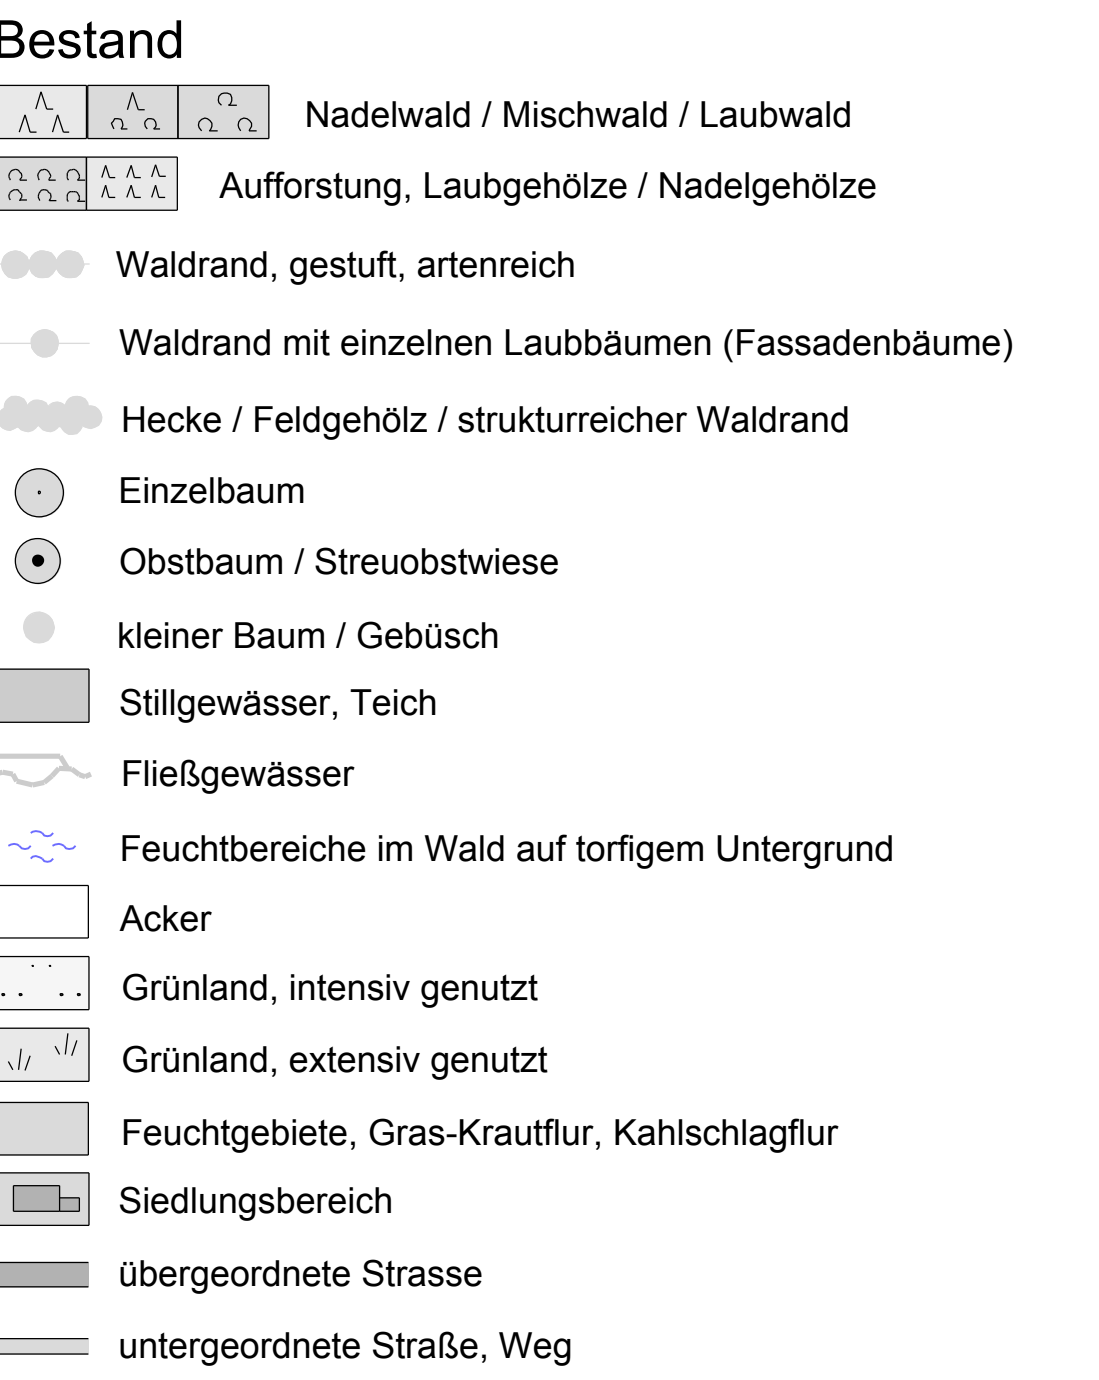 Bestand
Nadelwald / Mischwald / Laubwald
Aufforstung, Laubgehölze / Nadelgehölze
Waldrand, gestuft, artenreich
Waldrand mit einzelnen Laubbäumen (Fassadenbäume)
Hecke / Feldgehölz / strukturreicher Waldrand
Einzelbaum
Obstbaum / Streuobstwiese
kleiner Baum / Gebüsch
Stillgewässer, Teich
Fließgewässer
Feuchtbereiche im Wald auf torfigem Untergrund
Acker
Grünland, intensiv genutzt
Grünland, extensiv genutzt
Feuchtgebiete, Gras-Krautflur, Kahlschlagflur
Siedlungsbereich
übergeordnete Strasse
untergeordnete Straße, Weg